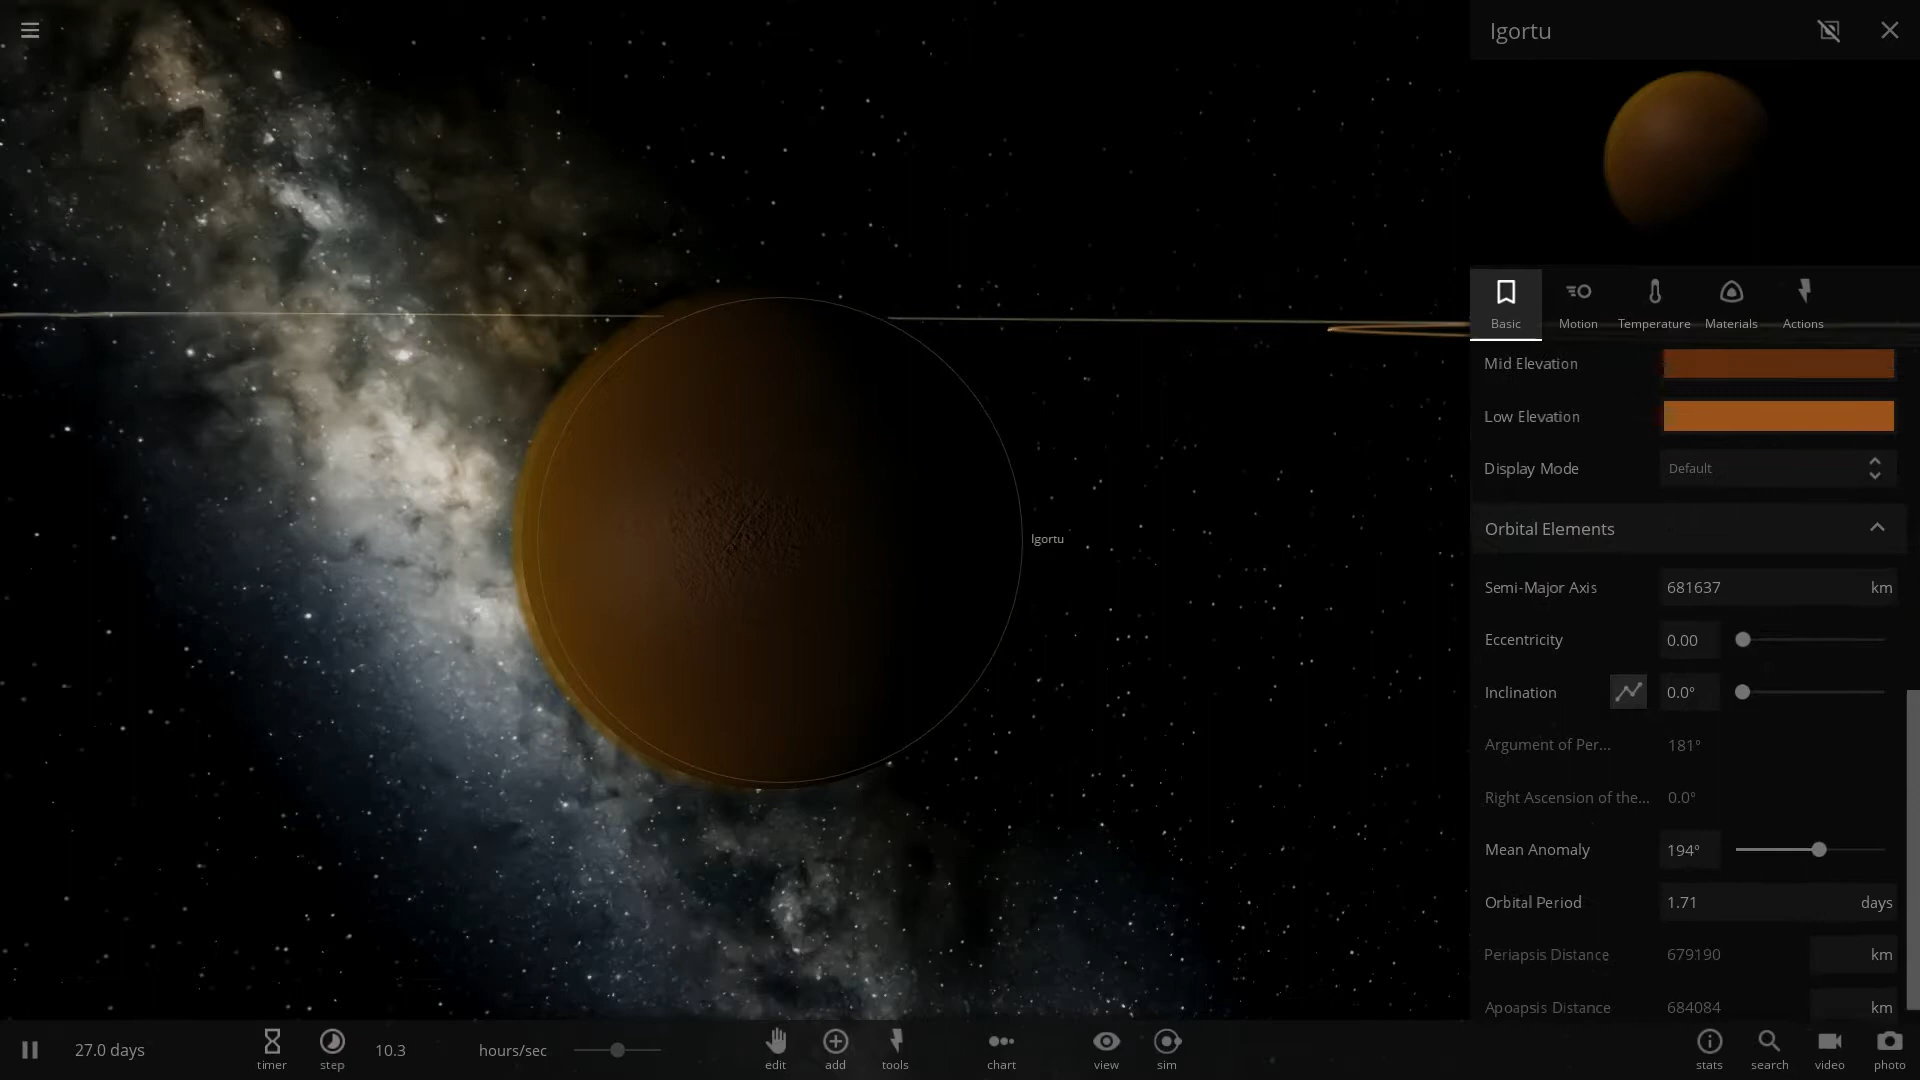 Igortu
Basic
Motion
Temperature
Materials
Actions
Mid Elevation
Low Elevation
Display Mode Default
Orbital Elements
Igortu
Semi-Major Axis 681637 km
Eccentricity 0.00
Inclination 0.0°
Argument of Per... 181°
Right Ascension of the... 0.0°
Mean Anomaly 194°
Orbital Period 1.71 days
Periapsis Distance 679190 km
Apoapsis Distance 684084 km
27.0 days
timer
step
10.3 hours/sec
edit
add
tools
chart
view
sim
stats
search
video
photo